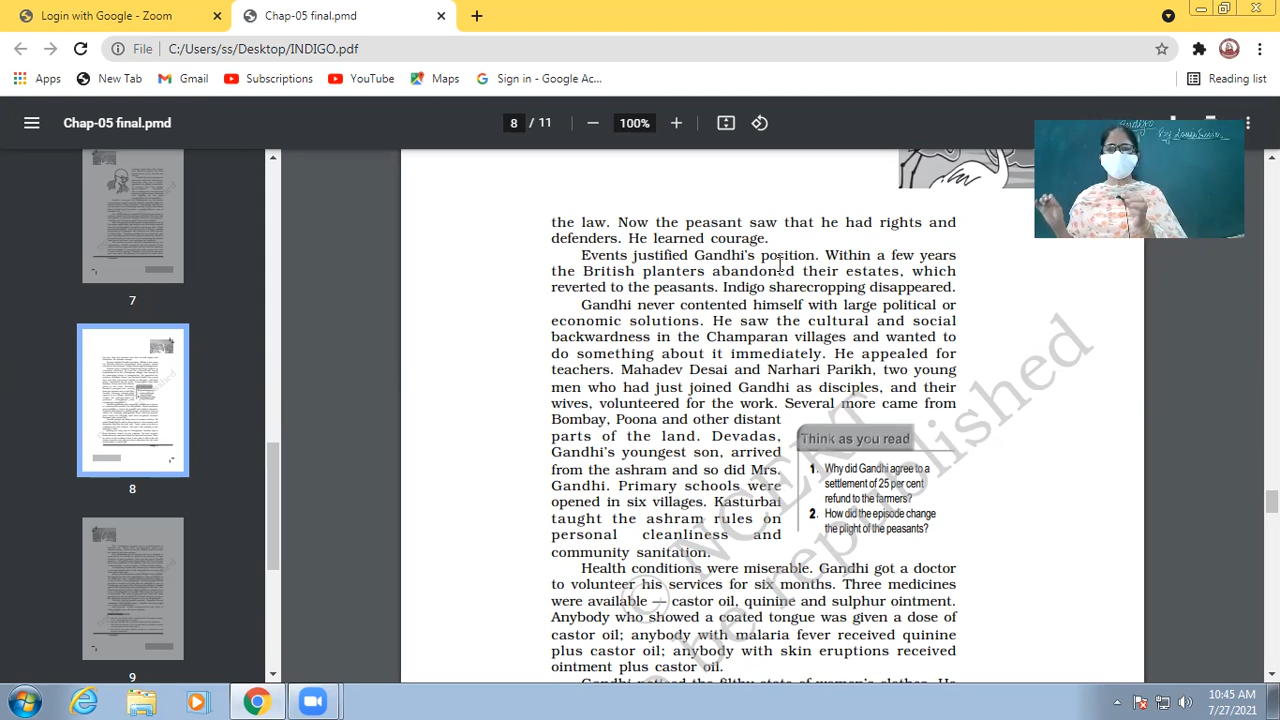 Login with Google - Zoom
Chap-05 final.pmd
File C:/Users/ss/Desktop/INDIGO.pdf
Apps New Tab Gmail Subscriptions YouTube Maps Sign in - Google Ac... Reading list
Chap-05 final.pmd 8 / 11 100%
7
8
9
the law. Now the peasant saw that he had rights and
defenders. He learned courage.
Events justified Gandhi's position. Within a few years
the British planters abandoned their estates, which
reverted to the peasants. Indigo sharecropping disappeared.
Gandhi never contented himself with large political or
economic solutions. He saw the cultural and social
backwardness in the Champaran villages and wanted to
do something about it immediately. He appealed for
teachers. Mahadev Desai and Narhari Parikh, two young
men who had just joined Gandhi as disciples, and their
wives, volunteered for the work. Several more came from
Bombay, Poona and other distant
parts of the land. Devadas,
Gandhi's youngest son, arrived
from the ashram and so did Mrs.
Gandhi. Primary schools were
opened in six villages. Kasturbai
taught the ashram rules on
personal cleanliness and
community sanitation.
Think as you read
1. Why did Gandhi agree to a
settlement of 25 per cent
refund to the farmers?
2. How did the episode change
the plight of the peasants?
Health conditions were miserable. Gandhi got a doctor
to volunteer his services for six months. Three medicines
were available — castor oil, quinine and sulphur ointment.
Anybody who showed a coated tongue was given a dose of
castor oil; anybody with malaria fever received quinine
plus castor oil; anybody with skin eruptions received
ointment plus castor oil.
Gandhi noticed the filthy state of women's clothes. He
© NCERT
be republished
Indigo
10:45 AM
7/27/2021